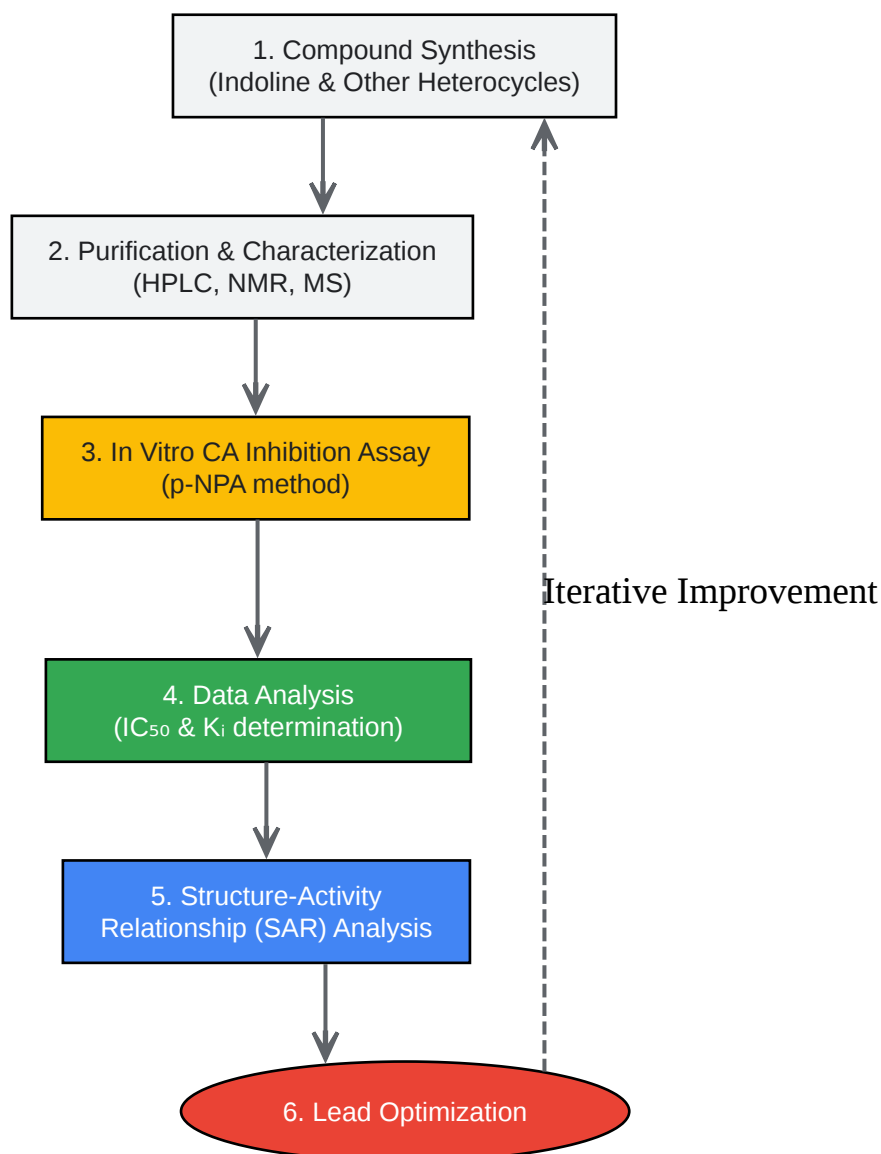 1. Compound Synthesis
(Indoline & Other Heterocycles)
2. Purification & Characterization
(HPLC, NMR, MS)
3. In Vitro CA Inhibition Assay
(p-NPA method)
Iterative Improvement
4. Data Analysis
(IC₅₀ & Kᵢ determination)
5. Structure-Activity
Relationship (SAR) Analysis
6. Lead Optimization